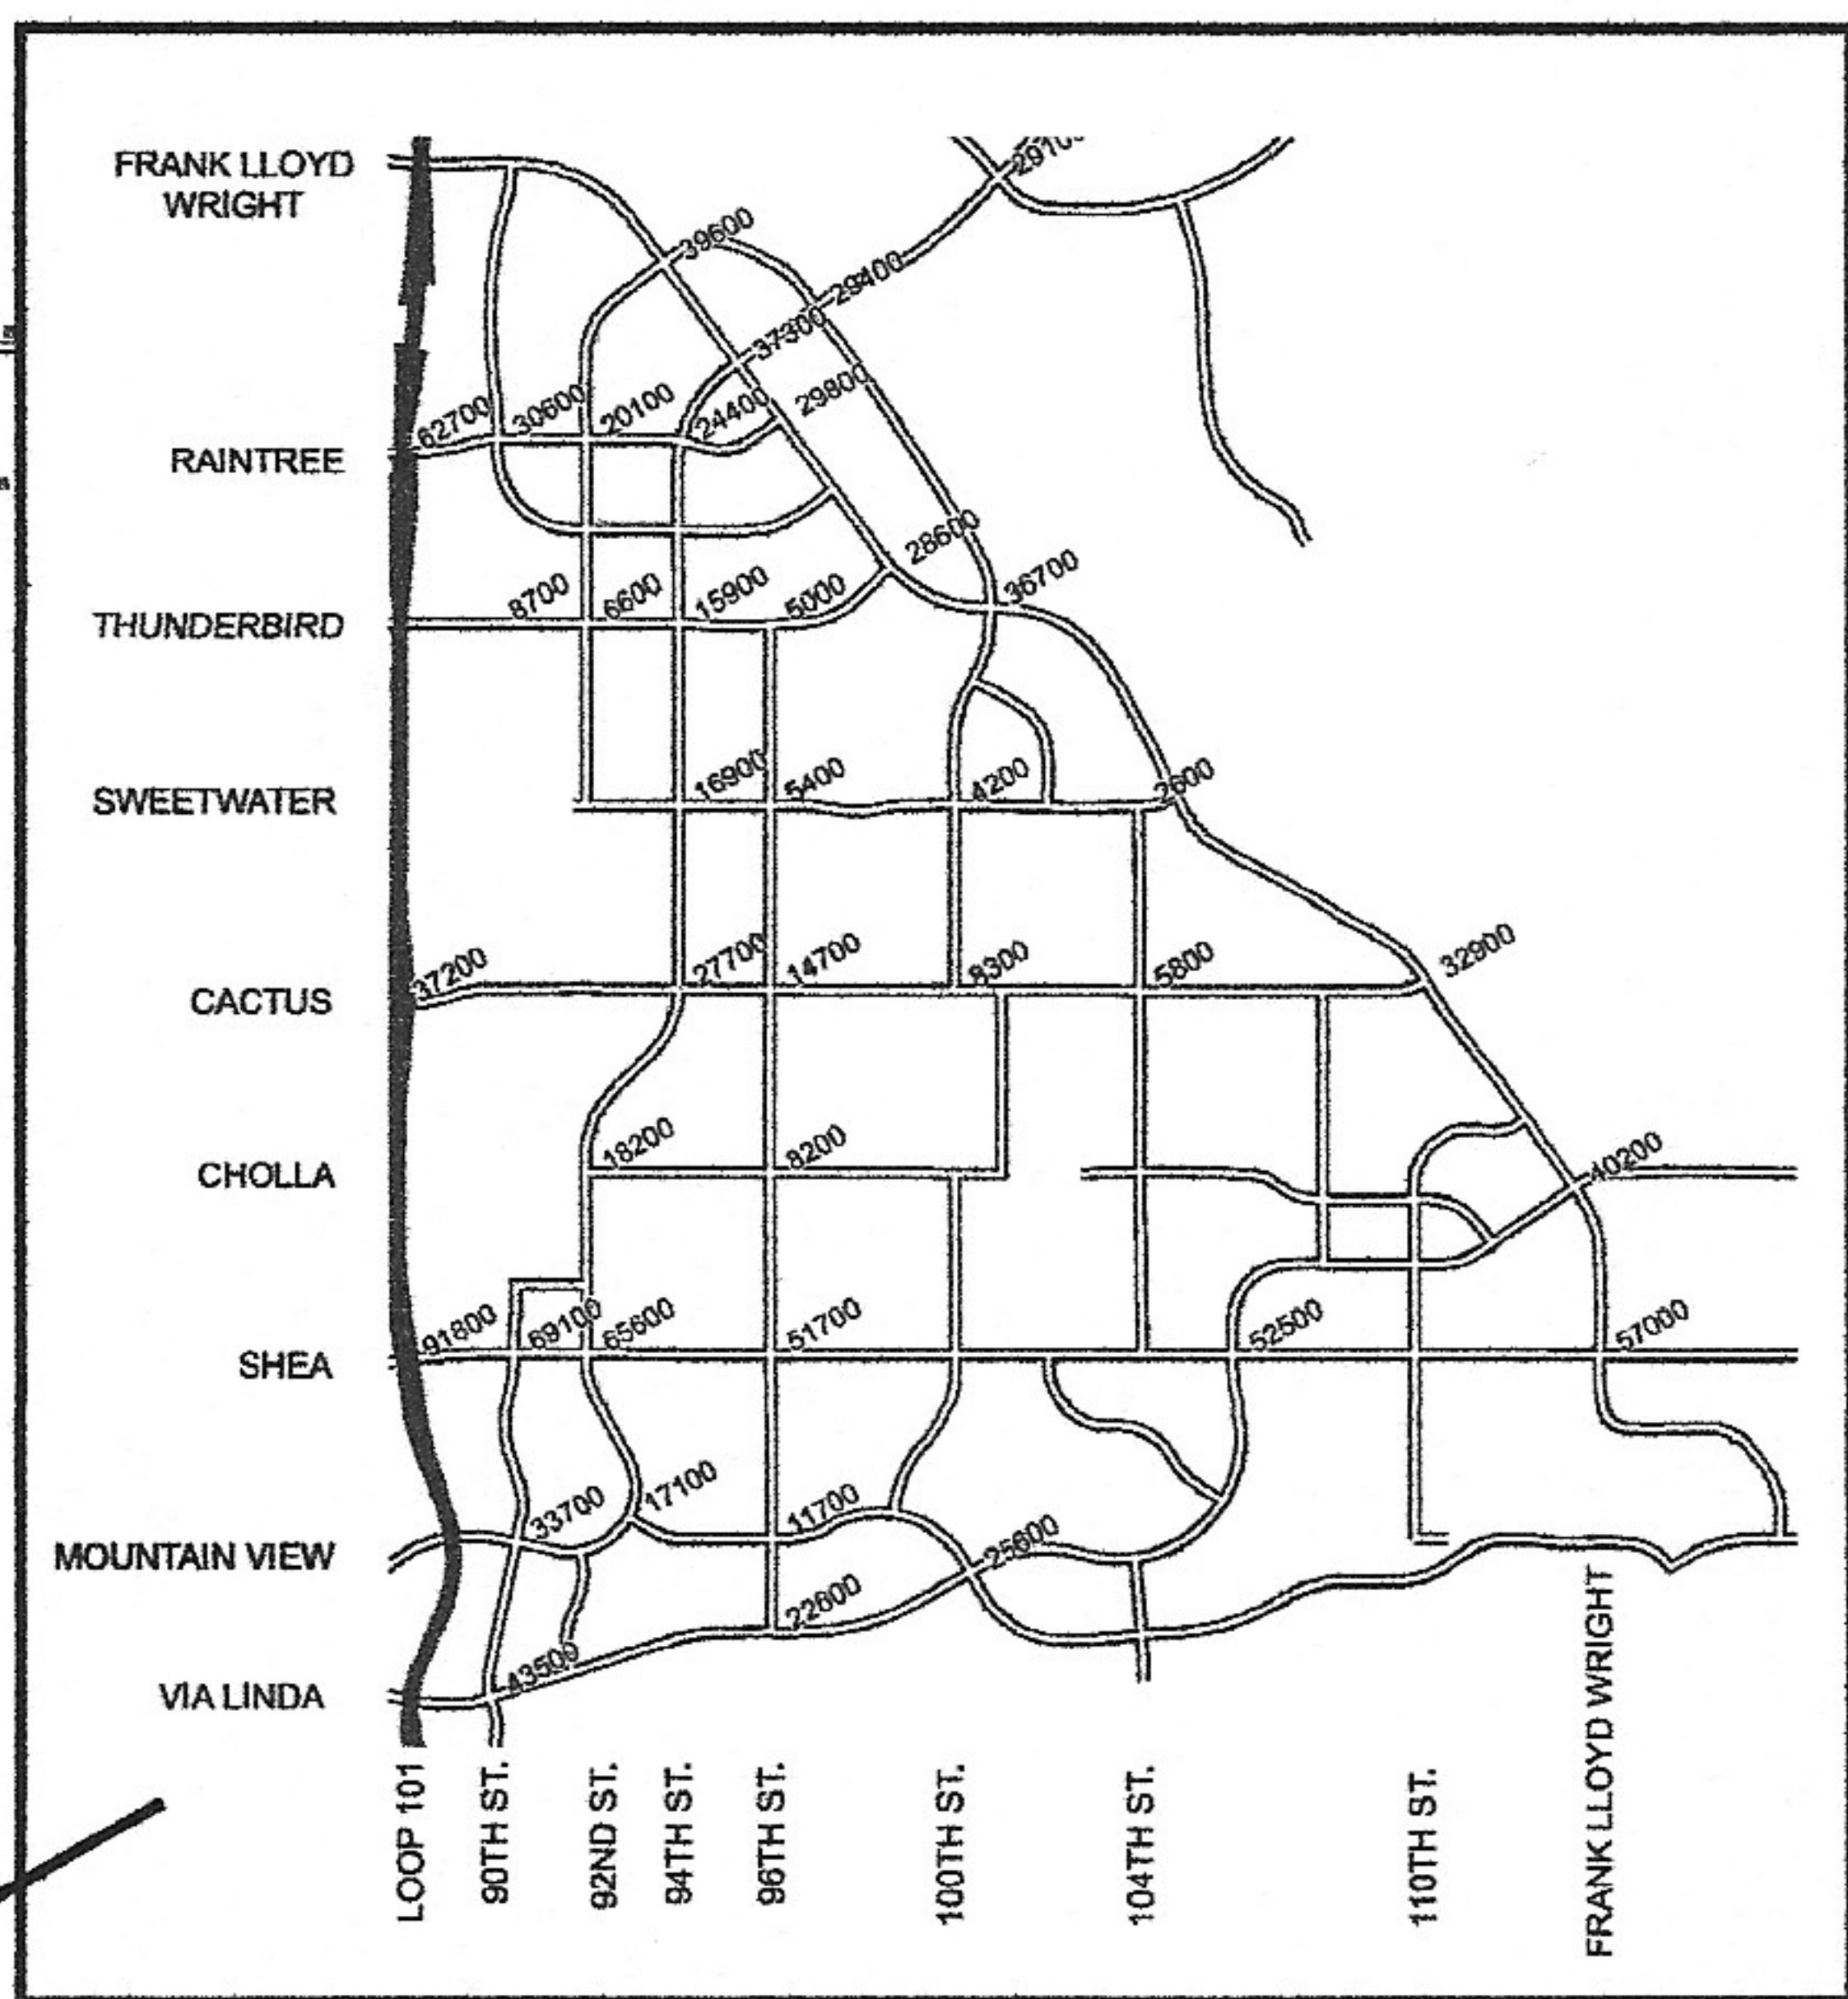 29100
FRANK LLOYD
WRIGHT
39600
29400
37300
62700 30600 20100 24400 29800
RAINTREE
28600
8700 6600 15900 5000 36700
THUNDERBIRD
16900 5400 4200 2600
SWEETWATER
37200 27700 14700 8300 5800 32900
CACTUS
18200 8200 10200
CHOLLA
91800 69100 65600 51700 52500 57000
SHEA
33700 17100 11700 25600
MOUNTAIN VIEW
22600
43500
VIA LINDA
LOOP 101
90TH ST.
92ND ST.
94TH ST.
96TH ST.
100TH ST.
104TH ST.
110TH ST.
FRANK LLOYD WRIGHT